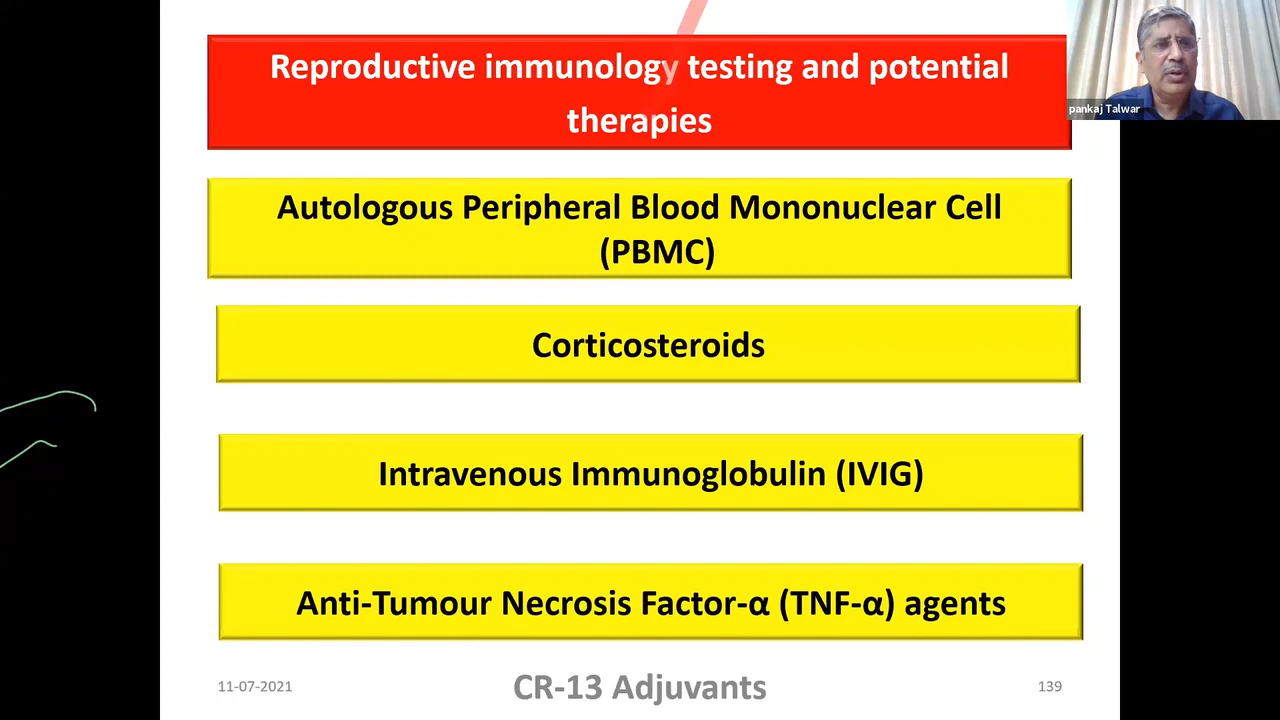 Reproductive immunology testing and potential
therapies
pankaj Talwar
Autologous Peripheral Blood Mononuclear Cell
(PBMC)
Corticosteroids
Intravenous Immunoglobulin (IVIG)
Anti-Tumour Necrosis Factor-α (TNF-α) agents
11-07-2021
CR-13 Adjuvants
139